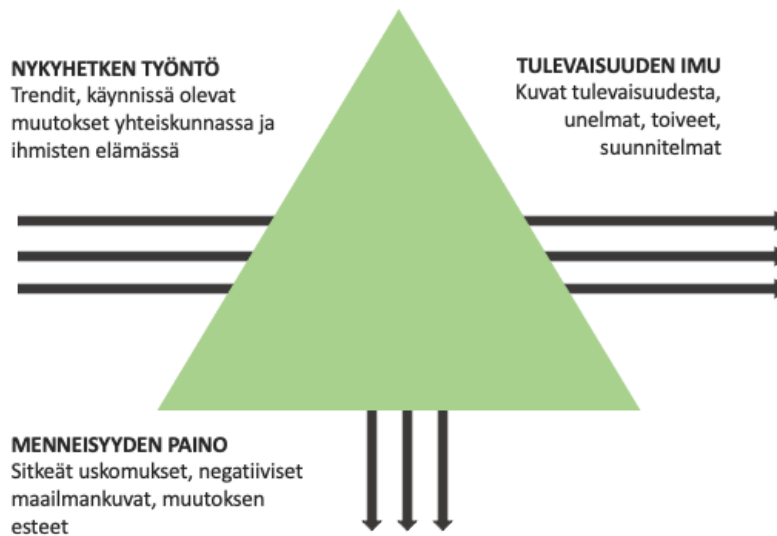 NYKYHETKEN TYÖNTÖ
Trendit, käynnissä olevat
muutokset yhteiskunnassa ja
ihmisten elämässä
TULEVAISUUDEN IMU
Kuvat tulevaisuudesta,
unelmat, toiveet,
suunnitelmat
MENNEISYYDEN PAINO
Sitkeät uskomukset, negatiiviset
maailmankuvat, muutoksen
esteet